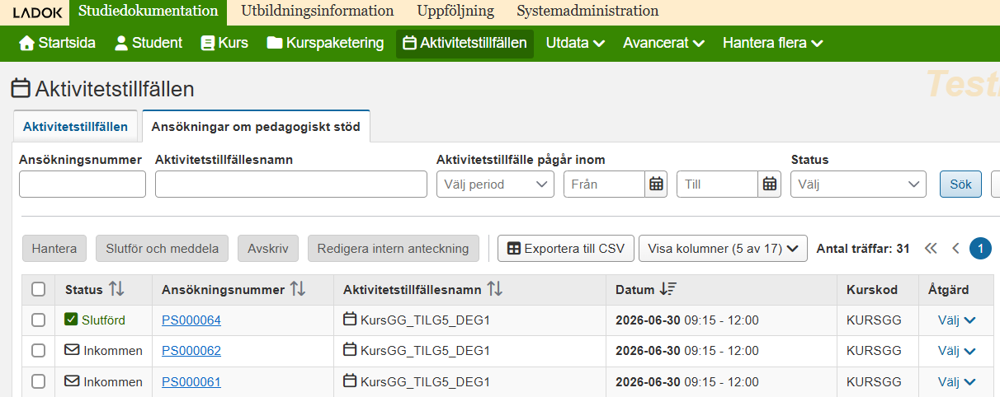 LADOK Studiedokumentation Utbildningsinformation Uppföljning Systemadministration
Startsida Student Kurs Kurspaketering Aktivitetstillfällen Utdata Avancerat Hantera flera
Aktivitetstillfällen
Aktivitetstillfällen Ansökningar om pedagogiskt stöd
Ansökningsnummer Aktivitetstillfällesnamn Aktivitetstillfälle pågår inom Status
Välj period Från Till Välj Sök
Hantera Slutför och meddela Avskriv Redigera intern anteckning Exportera till CSV Visa kolumner (5 av 17) Antal träffar: 31 1
Status Ansökningsnummer Aktivitetstillfällesnamn Datum Kurskod Åtgärd
Slutförd PS000064 KursGG_TILG5_DEG1 2026-06-30 09:15 - 12:00 KURSGG Välj
Inkommen PS000062 KursGG_TILG5_DEG1 2026-06-30 09:15 - 12:00 KURSGG Välj
Inkommen PS000061 KursGG_TILG5_DEG1 2026-06-30 09:15 - 12:00 KURSGG Välj